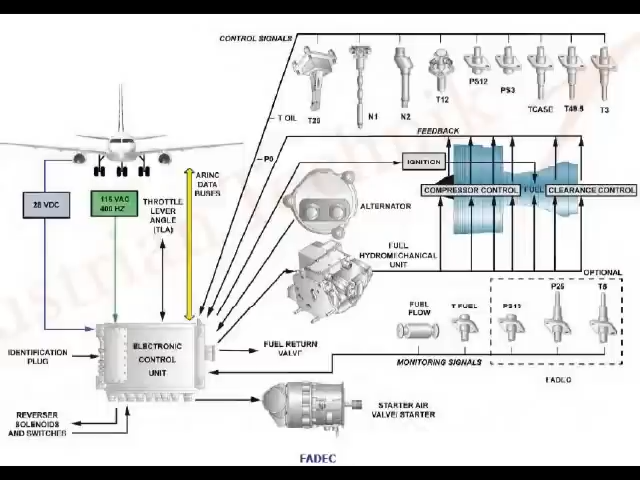 CONTROL SIGNALS
T OIL
T20
N1
N2
T12
PS12
PS3
TCASE
T49.5
T3
FEEDBACK
P0
IGNITION
ARINC
DATA
BUSES
28 VDC
115 VAC
400 HZ
THROTTLE
LEVER
ANGLE
(TLA)
ALTERNATOR
COMPRESSOR CONTROL
FUEL
CLEARANCE CONTROL
FUEL
HYDROMECHANICAL
UNIT
OPTIONAL
FUEL
FLOW
T FUEL
PS13
P25
T5
ELECTRONIC
CONTROL
UNIT
IDENTIFICATION
PLUG
FUEL RETURN
VALVE
MONITORING SIGNALS
FADEC
STARTER AIR
VALVE/STARTER
REVERSER
SOLENOIDS
AND SWITCHES
FADEC